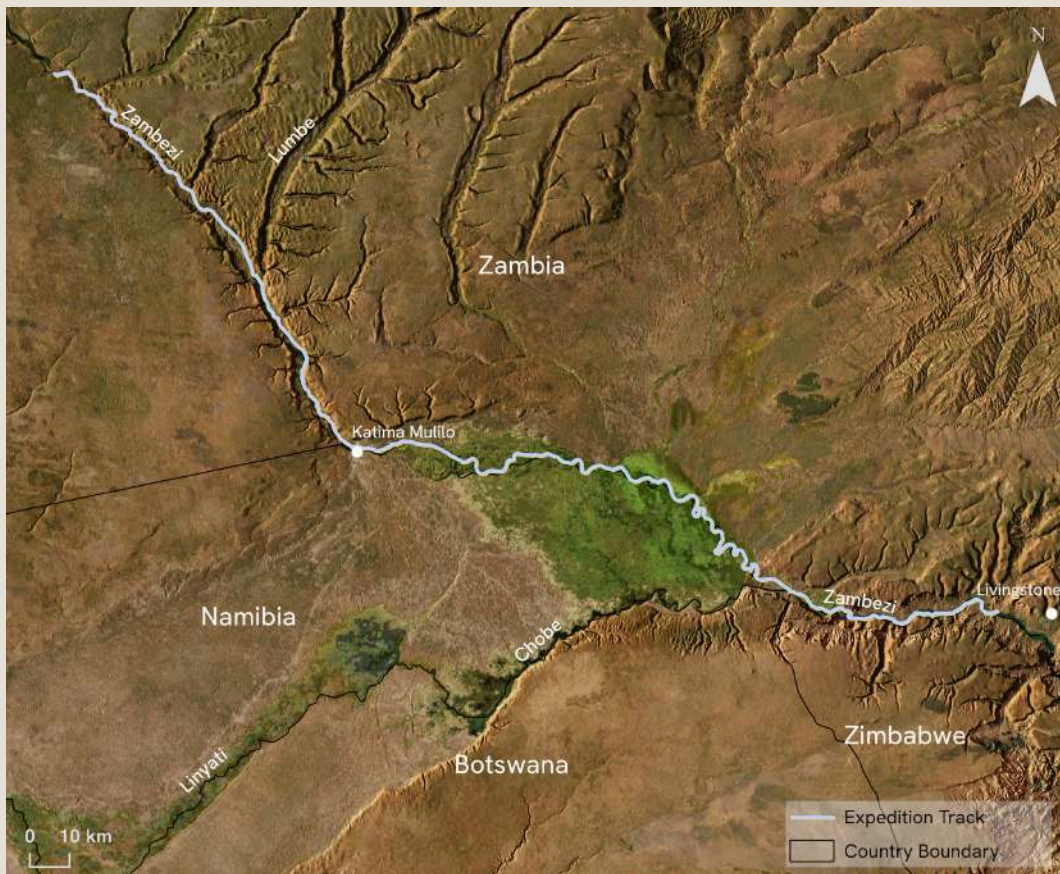 N
Zambezi
Lumbe
Zambia
Katima Mulilo
Namibia
Chobe
Zambezi
Livingstone
Linyati
Botswana
Zimbabwe
0 10 km
Expedition Track
Country Boundary